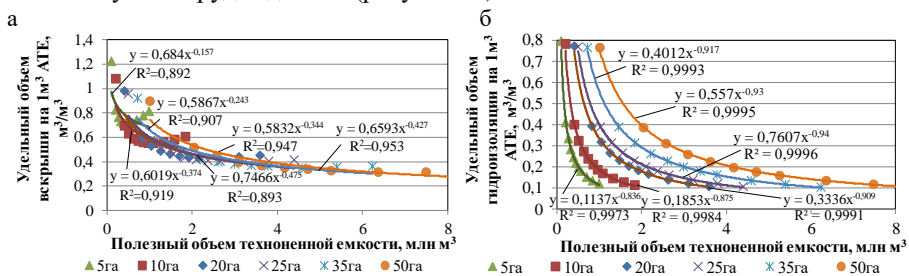 а
б
Удельный объем
вскрыши на 1м³ АТЕ,
м³/м³
1,4
1,2
1
0,8
0,6
0,4
0,2
0
y = 0,684x^-0,157
R²=0,892
y = 0,5867x^-0,243
R²=0,907
y = 0,5832x^-0,344
R²=0,947
y = 0,6593x^-0,427
R²=0,953
y = 0,6019x^-0,374
R²=0,919
y = 0,7466x^-0,475
R²=0,893
0 2 4 6 8
Полезный объем технoненной емкости, млн м³
5га 10га 20га 25га 35га 50га
Удельный объем
гидроизоляции на 1м³
АТЕ, м³/м³
0,8
0,7
0,6
0,5
0,4
0,3
0,2
0,1
0
y = 0,4012x^-0,917
R² = 0,9993
y = 0,557x^-0,93
R² = 0,9995
y = 0,7607x^-0,94
R² = 0,9996
y = 0,1137x^-0,836
R² = 0,9973
y = 0,1853x^-0,875
R² = 0,9984
y = 0,3336x^-0,909
R² = 0,9991
0 2 4 6 8
Полезный объем техноненной емкости, млн м³
5га 10га 20га 25га 35га 50га